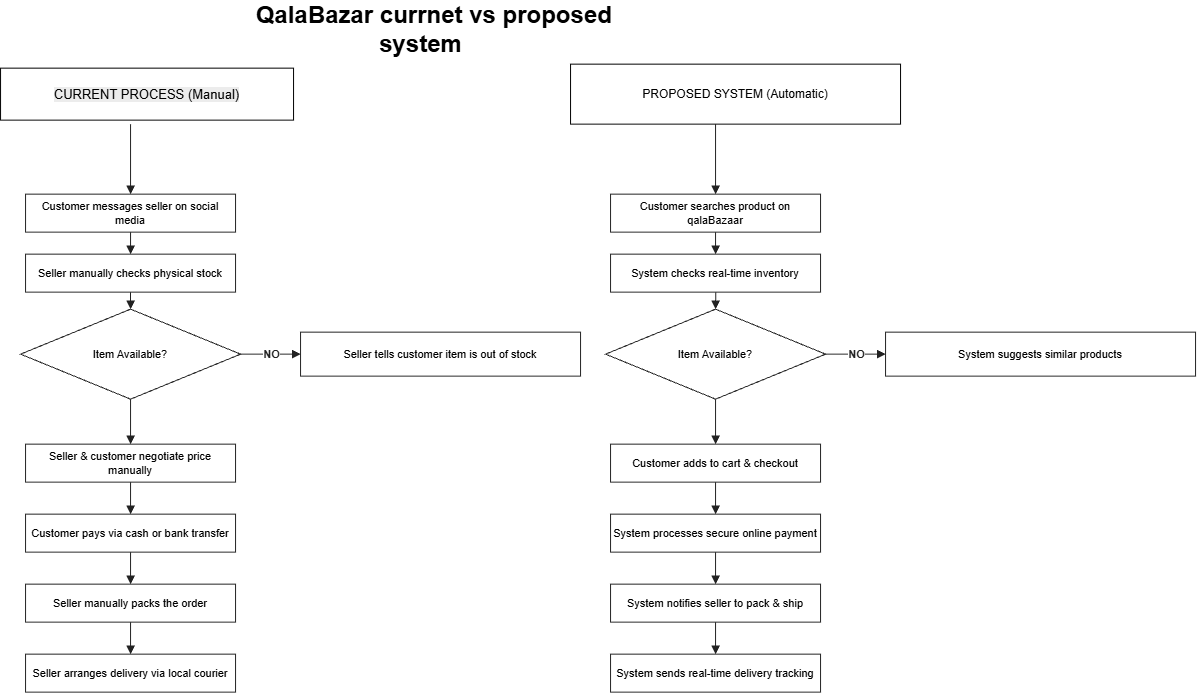 QalaBazar currnet vs proposed
system
CURRENT PROCESS (Manual)
Customer messages seller on social
media
Seller manually checks physical stock
Item Available?
NO
Seller tells customer item is out of stock
Seller & customer negotiate price
manually
Customer pays via cash or bank transfer
Seller manually packs the order
Seller arranges delivery via local courier
PROPOSED SYSTEM (Automatic)
Customer searches product on
qalaBazaar
System checks real-time inventory
Item Available?
NO
System suggests similar products
Customer adds to cart & checkout
System processes secure online payment
System notifies seller to pack & ship
System sends real-time delivery tracking